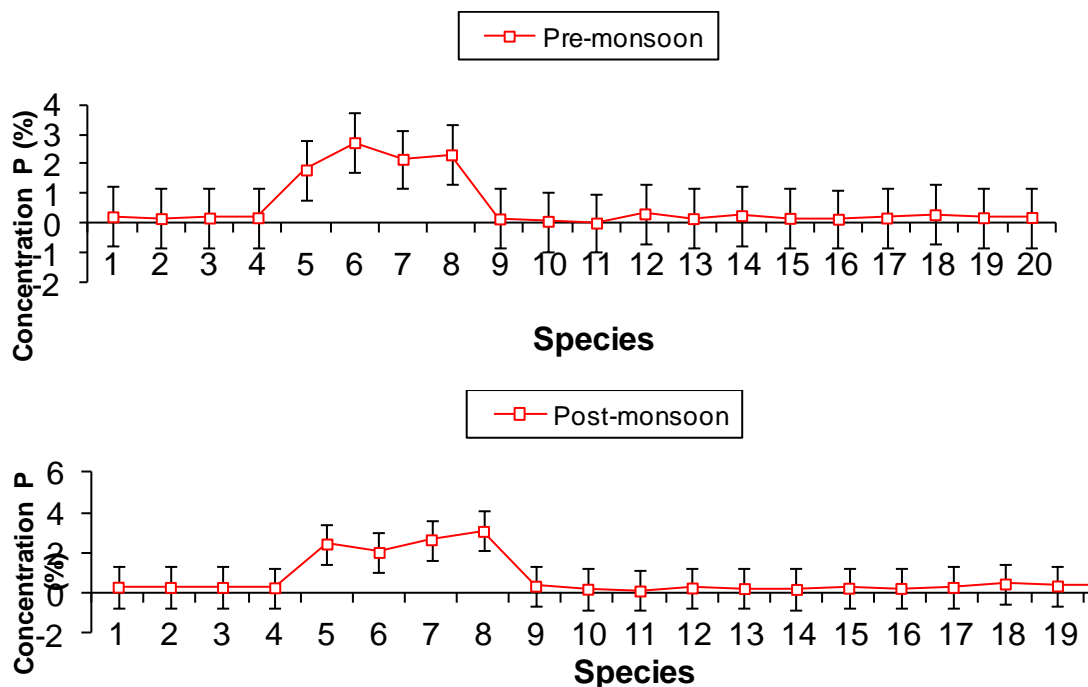 Pre-monsoon
Concentration P (%)
4
3
2
1
0
-1
-2
1 2 3 4 5 6 7 8 9 10 11 12 13 14 15 16 17 18 19 20
Species
Post-monsoon
Concentration P
(%)
6
4
2
0
-2
1 2 3 4 5 6 7 8 9 10 11 12 13 14 15 16 17 18 19
Species